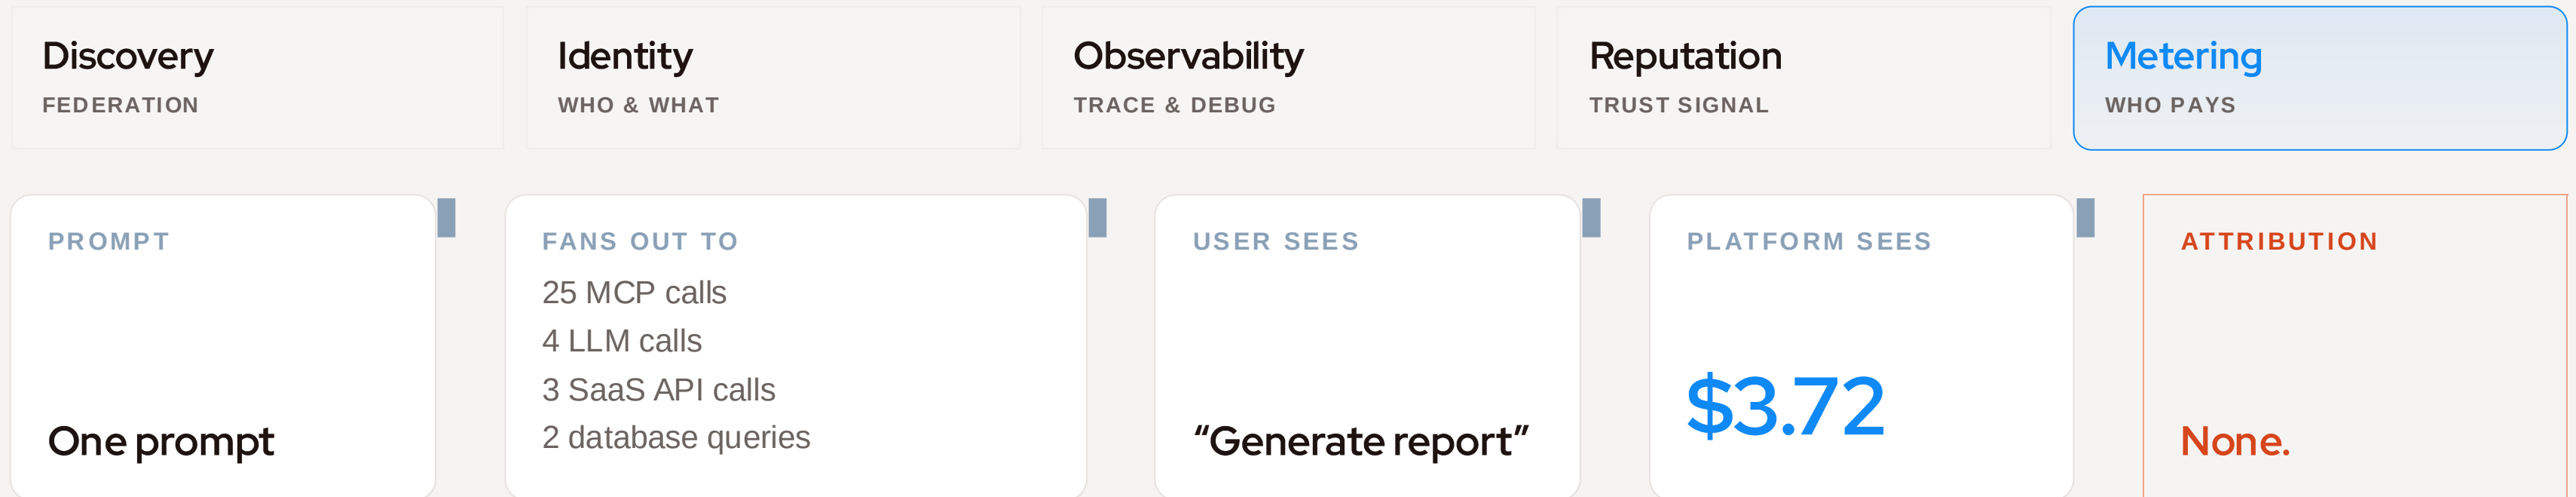 Discovery
FEDERATION
Identity
WHO & WHAT
Observability
TRACE & DEBUG
Reputation
TRUST SIGNAL
Metering
WHO PAYS
PROMPT
One prompt
FANS OUT TO
25 MCP calls
4 LLM calls
3 SaaS API calls
2 database queries
USER SEES
“Generate report”
PLATFORM SEES
$3.72
ATTRIBUTION
None.